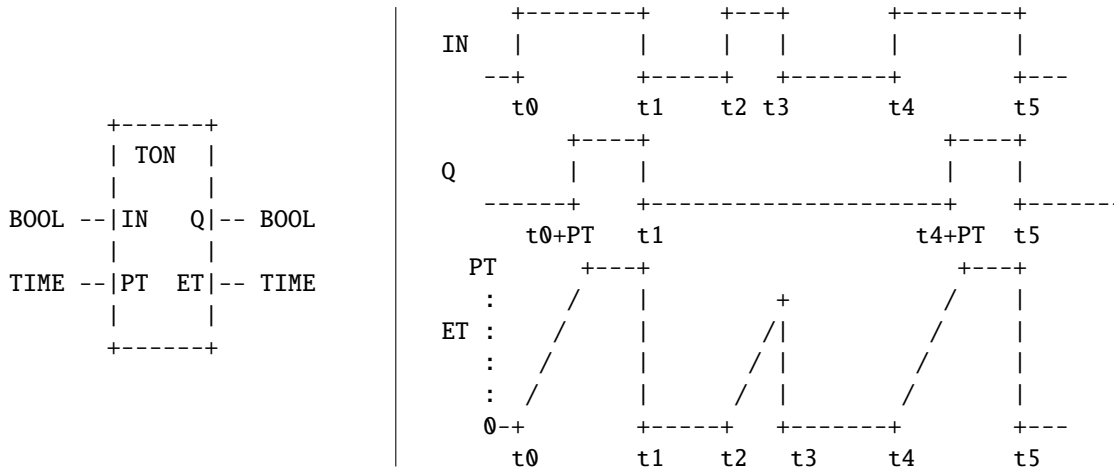 TON
BOOL --|IN Q|-- BOOL
TIME --|PT ET|-- TIME
IN
t0 t1 t2 t3 t4 t5
Q
t0+PT t1 t4+PT t5
PT
:
ET :
:
:
0
t0 t1 t2 t3 t4 t5